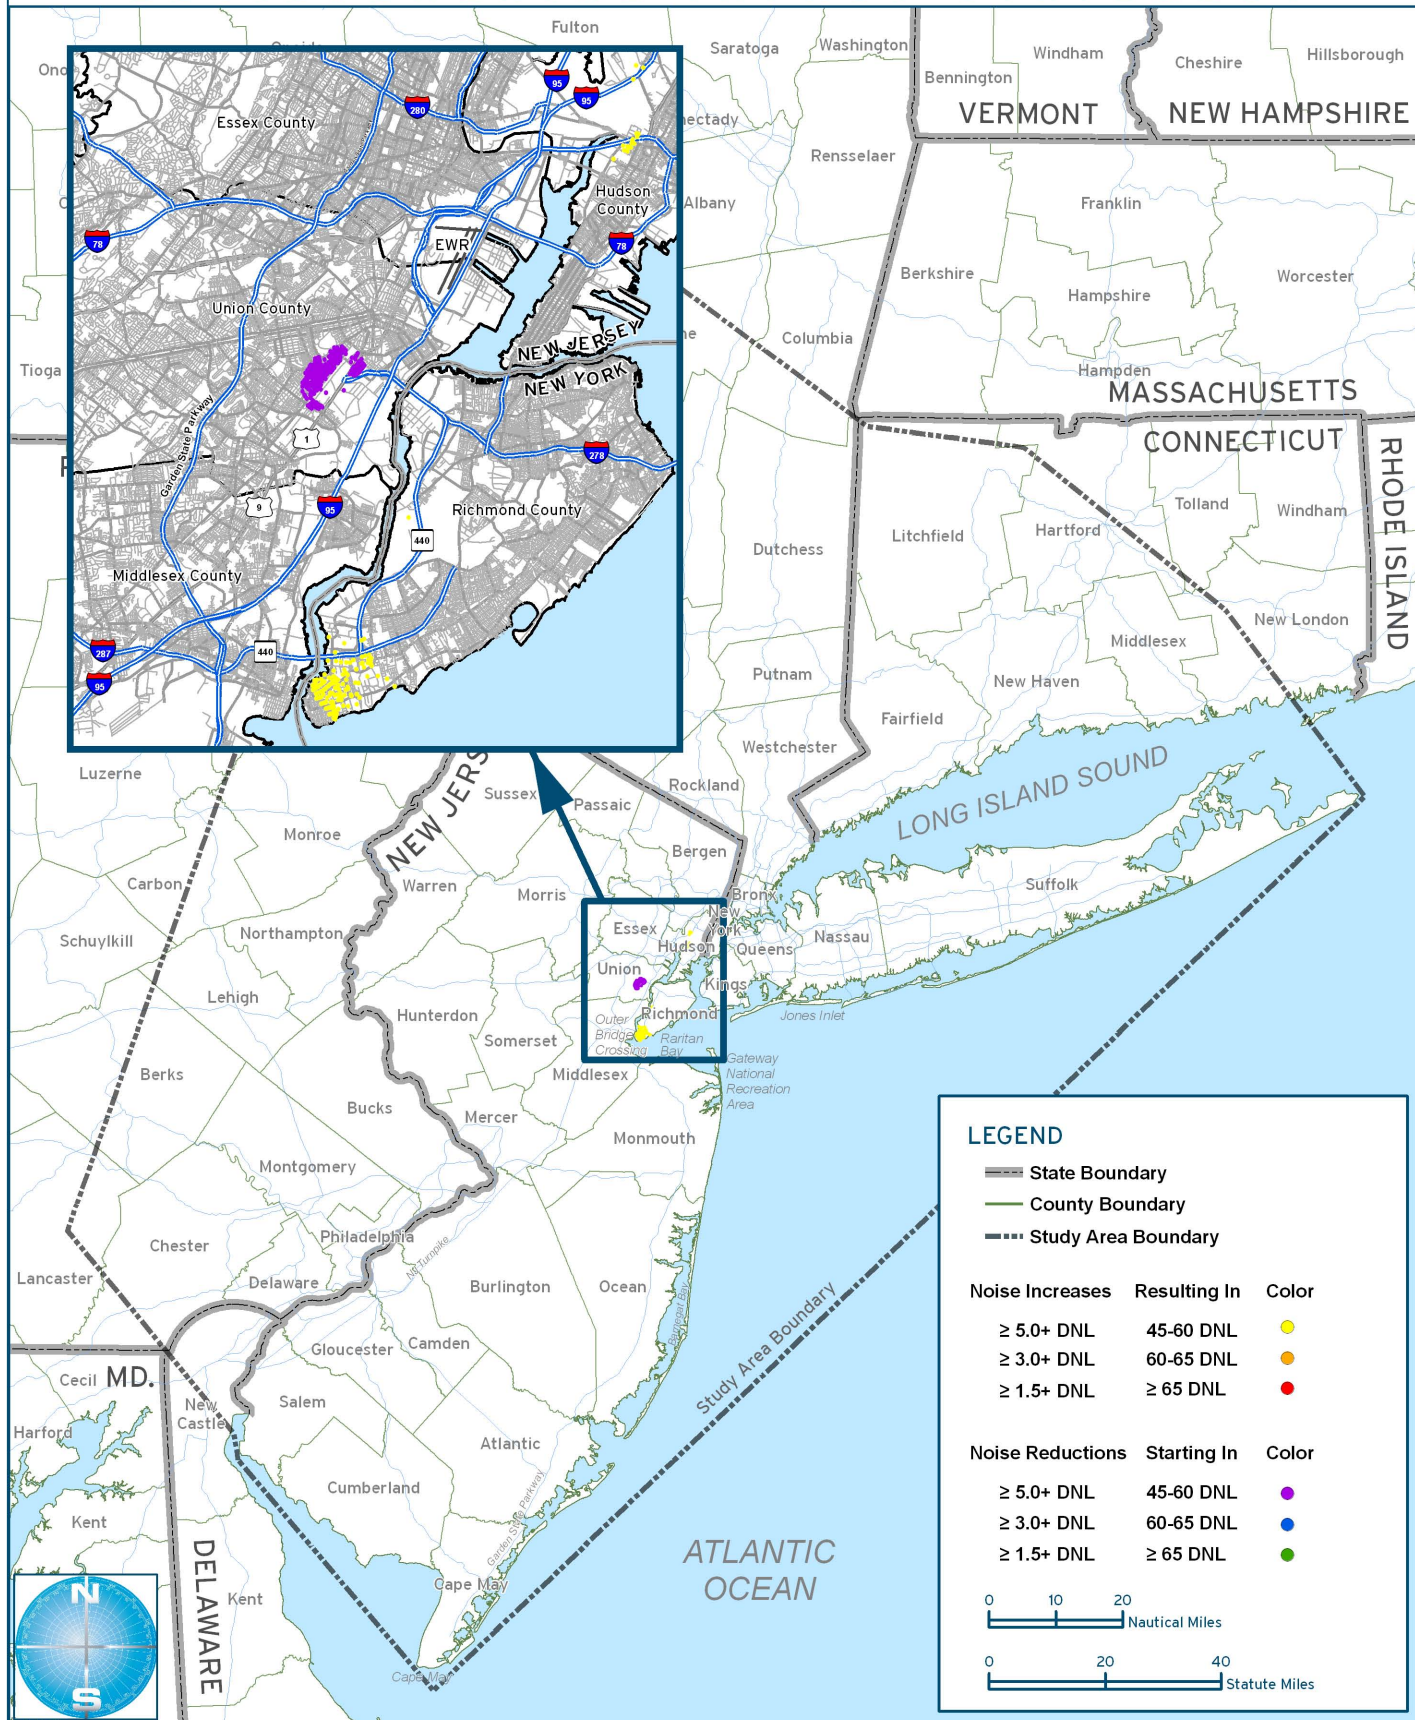 Fulton
Saratoga
Washington
Windham
Cheshire
Hillsborough
Bennington
VERMONT
NEW HAMPSHIRE
Rensselaer
Albany
Franklin
Berkshire
Hampshire
Worcester
Columbia
Tioga
Hampden
MASSACHUSETTS
CONNECTICUT
RHODE ISLAND
Essex County
280
95
95
Hudson
County
78
78
EWR
Union County
NEW JERSEY
NEW YORK
Garden State Parkway
1
278
9
95
Richmond County
440
Middlesex County
440
287
95
Litchfield
Hartford
Tolland
Windham
Dutchess
New London
Middlesex
Putnam
New Haven
Fairfield
Westchester
LONG ISLAND SOUND
Luzerne
Sussex
Passaic
Rockland
Monroe
Bergen
Carbon
Warren
Morris
Bronx
New
York
Suffolk
Northampton
Essex
Hudson
Queens
Nassau
Schuylkill
Union
Kings
Lehigh
Hunterdon
Richmond
Jones Inlet
Outer
Bridge
Crossing
Raritan
Bay
Somerset
Gateway
National
Recreation
Area
Berks
Middlesex
Bucks
Mercer
Monmouth
Montgomery
Philadelphia
Chester
Lancaster
Delaware
Burlington
Ocean
Barnegat Bay
Gloucester
Camden
Study Area Boundary
Cecil
MD.
New
Castle
Salem
Harford
Atlantic
Cumberland
Garden State Parkway
Kent
DELAWARE
Kent
Cape May
Cape May
ATLANTIC
OCEAN
N
S
LEGEND
State Boundary
County Boundary
Study Area Boundary
Noise Increases Resulting In Color
≥ 5.0+ DNL 45-60 DNL
≥ 3.0+ DNL 60-65 DNL
≥ 1.5+ DNL ≥ 65 DNL
Noise Reductions Starting In Color
≥ 5.0+ DNL 45-60 DNL
≥ 3.0+ DNL 60-65 DNL
≥ 1.5+ DNL ≥ 65 DNL
0 10 20
Nautical Miles
0 20 40
Statute Miles